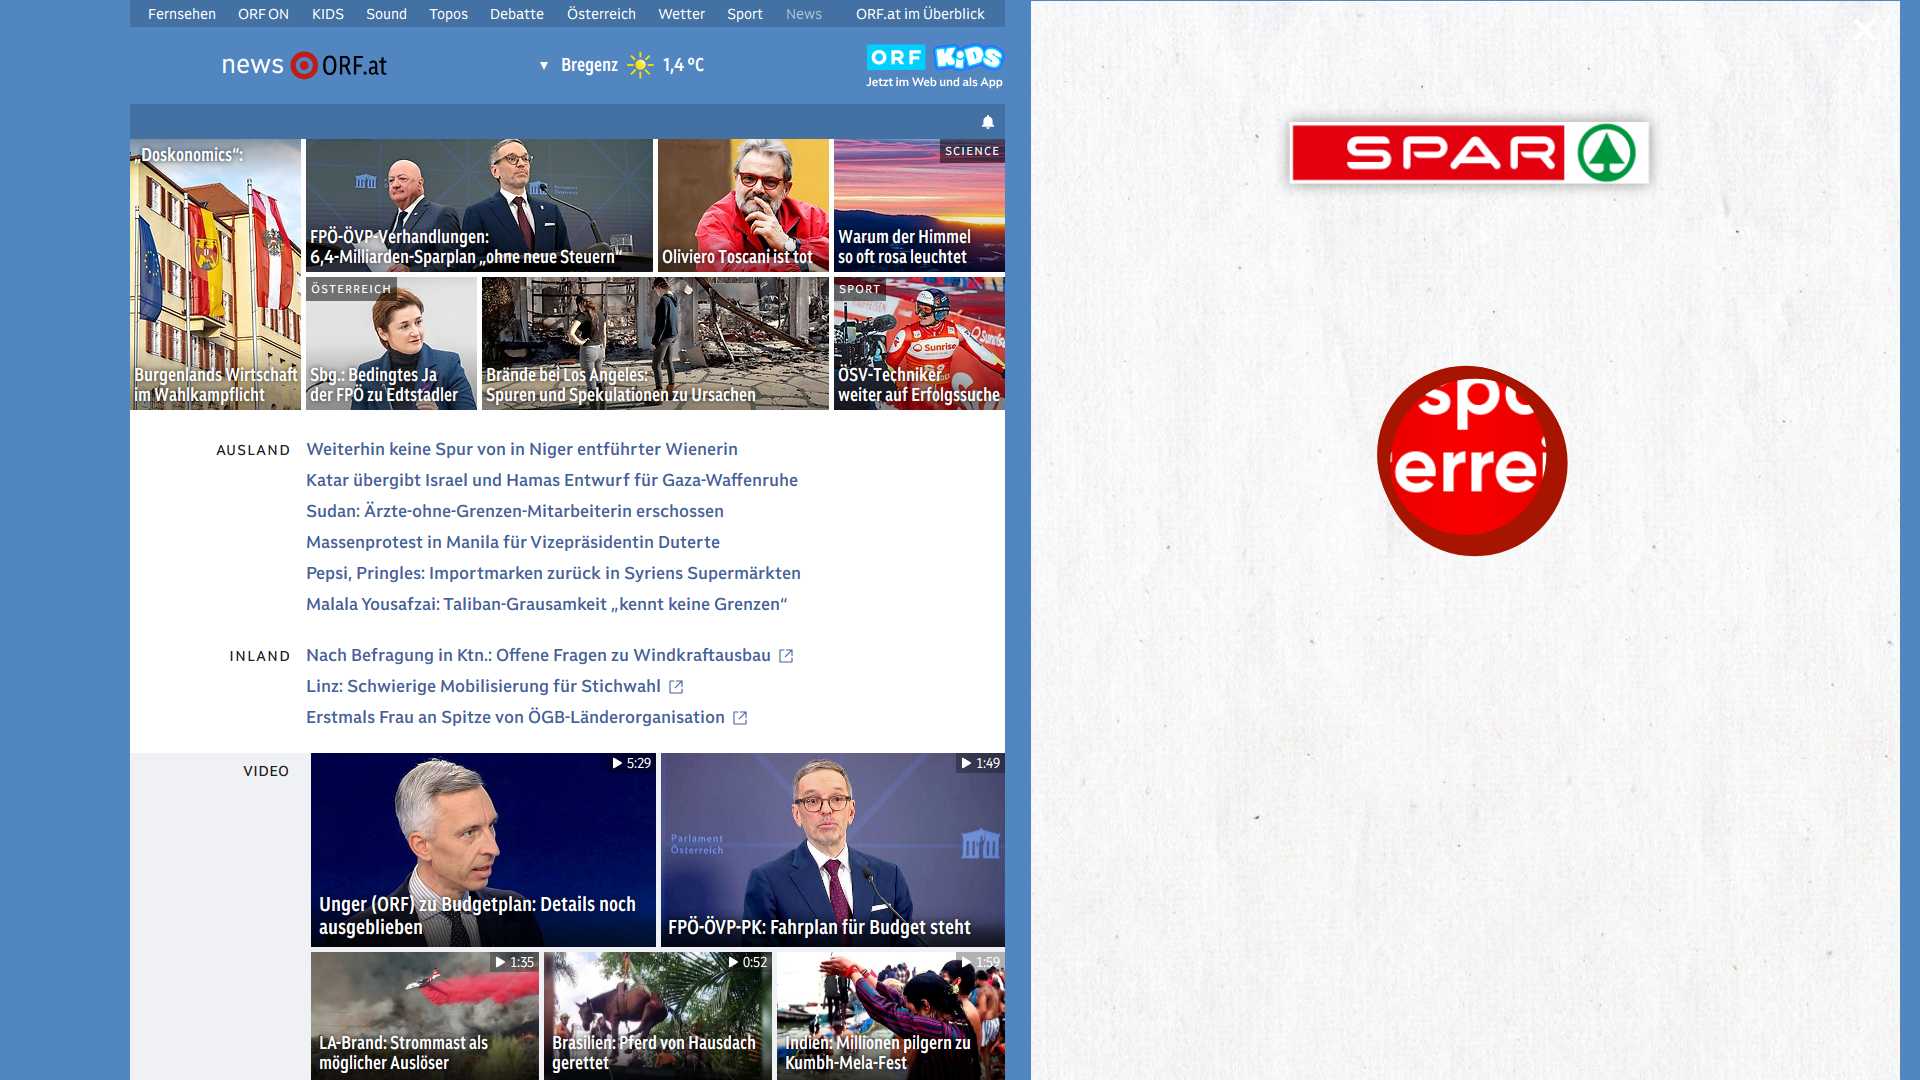 Fernsehen ORF ON KIDS Sound Topos Debatte Österreich Wetter Sport News ORF.at im Überblick
news ORF.at
▼ Bregenz 1,4 °C
ORF KiDS
Jetzt im Web und als App
„Doskonomics“:
Burgenlands Wirtschaft
im Wahlkampflicht
Parlament
Österreich
FPÖ-ÖVP-Verhandlungen:
6,4-Milliarden-Sparplan „ohne neue Steuern“
Oliviero Toscani ist tot
SCIENCE
Warum der Himmel
so oft rosa leuchtet
ÖSTERREICH
Sbg.: Bedingtes Ja
der FPÖ zu Edtstadler
Brände bei Los Angeles:
Spuren und Spekulationen zu Ursachen
SPORT
Sunrise
ÖSV-Techniker
weiter auf Erfolgssuche
AUSLAND
Weiterhin keine Spur von in Niger entführter Wienerin
Katar übergibt Israel und Hamas Entwurf für Gaza-Waffenruhe
Sudan: Ärzte-ohne-Grenzen-Mitarbeiterin erschossen
Massenprotest in Manila für Vizepräsidentin Duterte
Pepsi, Pringles: Importmarken zurück in Syriens Supermärkten
Malala Yousafzai: Taliban-Grausamkeit „kennt keine Grenzen“
INLAND
Nach Befragung in Ktn.: Offene Fragen zu Windkraftausbau
Linz: Schwierige Mobilisierung für Stichwahl
Erstmals Frau an Spitze von ÖGB-Länderorganisation
VIDEO
5:29
Unger (ORF) zu Budgetplan: Details noch
ausgeblieben
1:49
Parlament
Österreich
FPÖ-ÖVP-PK: Fahrplan für Budget steht
1:35
LA-Brand: Strommast als
möglicher Auslöser
0:52
Brasilien: Pferd von Hausdach
gerettet
1:59
Indien: Millionen pilgern zu
Kumbh-Mela-Fest
SPAR
erre